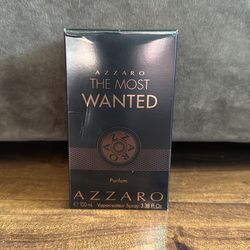 AZZARO
THE MOST
WANTED
Parfum
AZZARO
e 100 mL Vaporisateur Spray 3.38 Fl. Oz